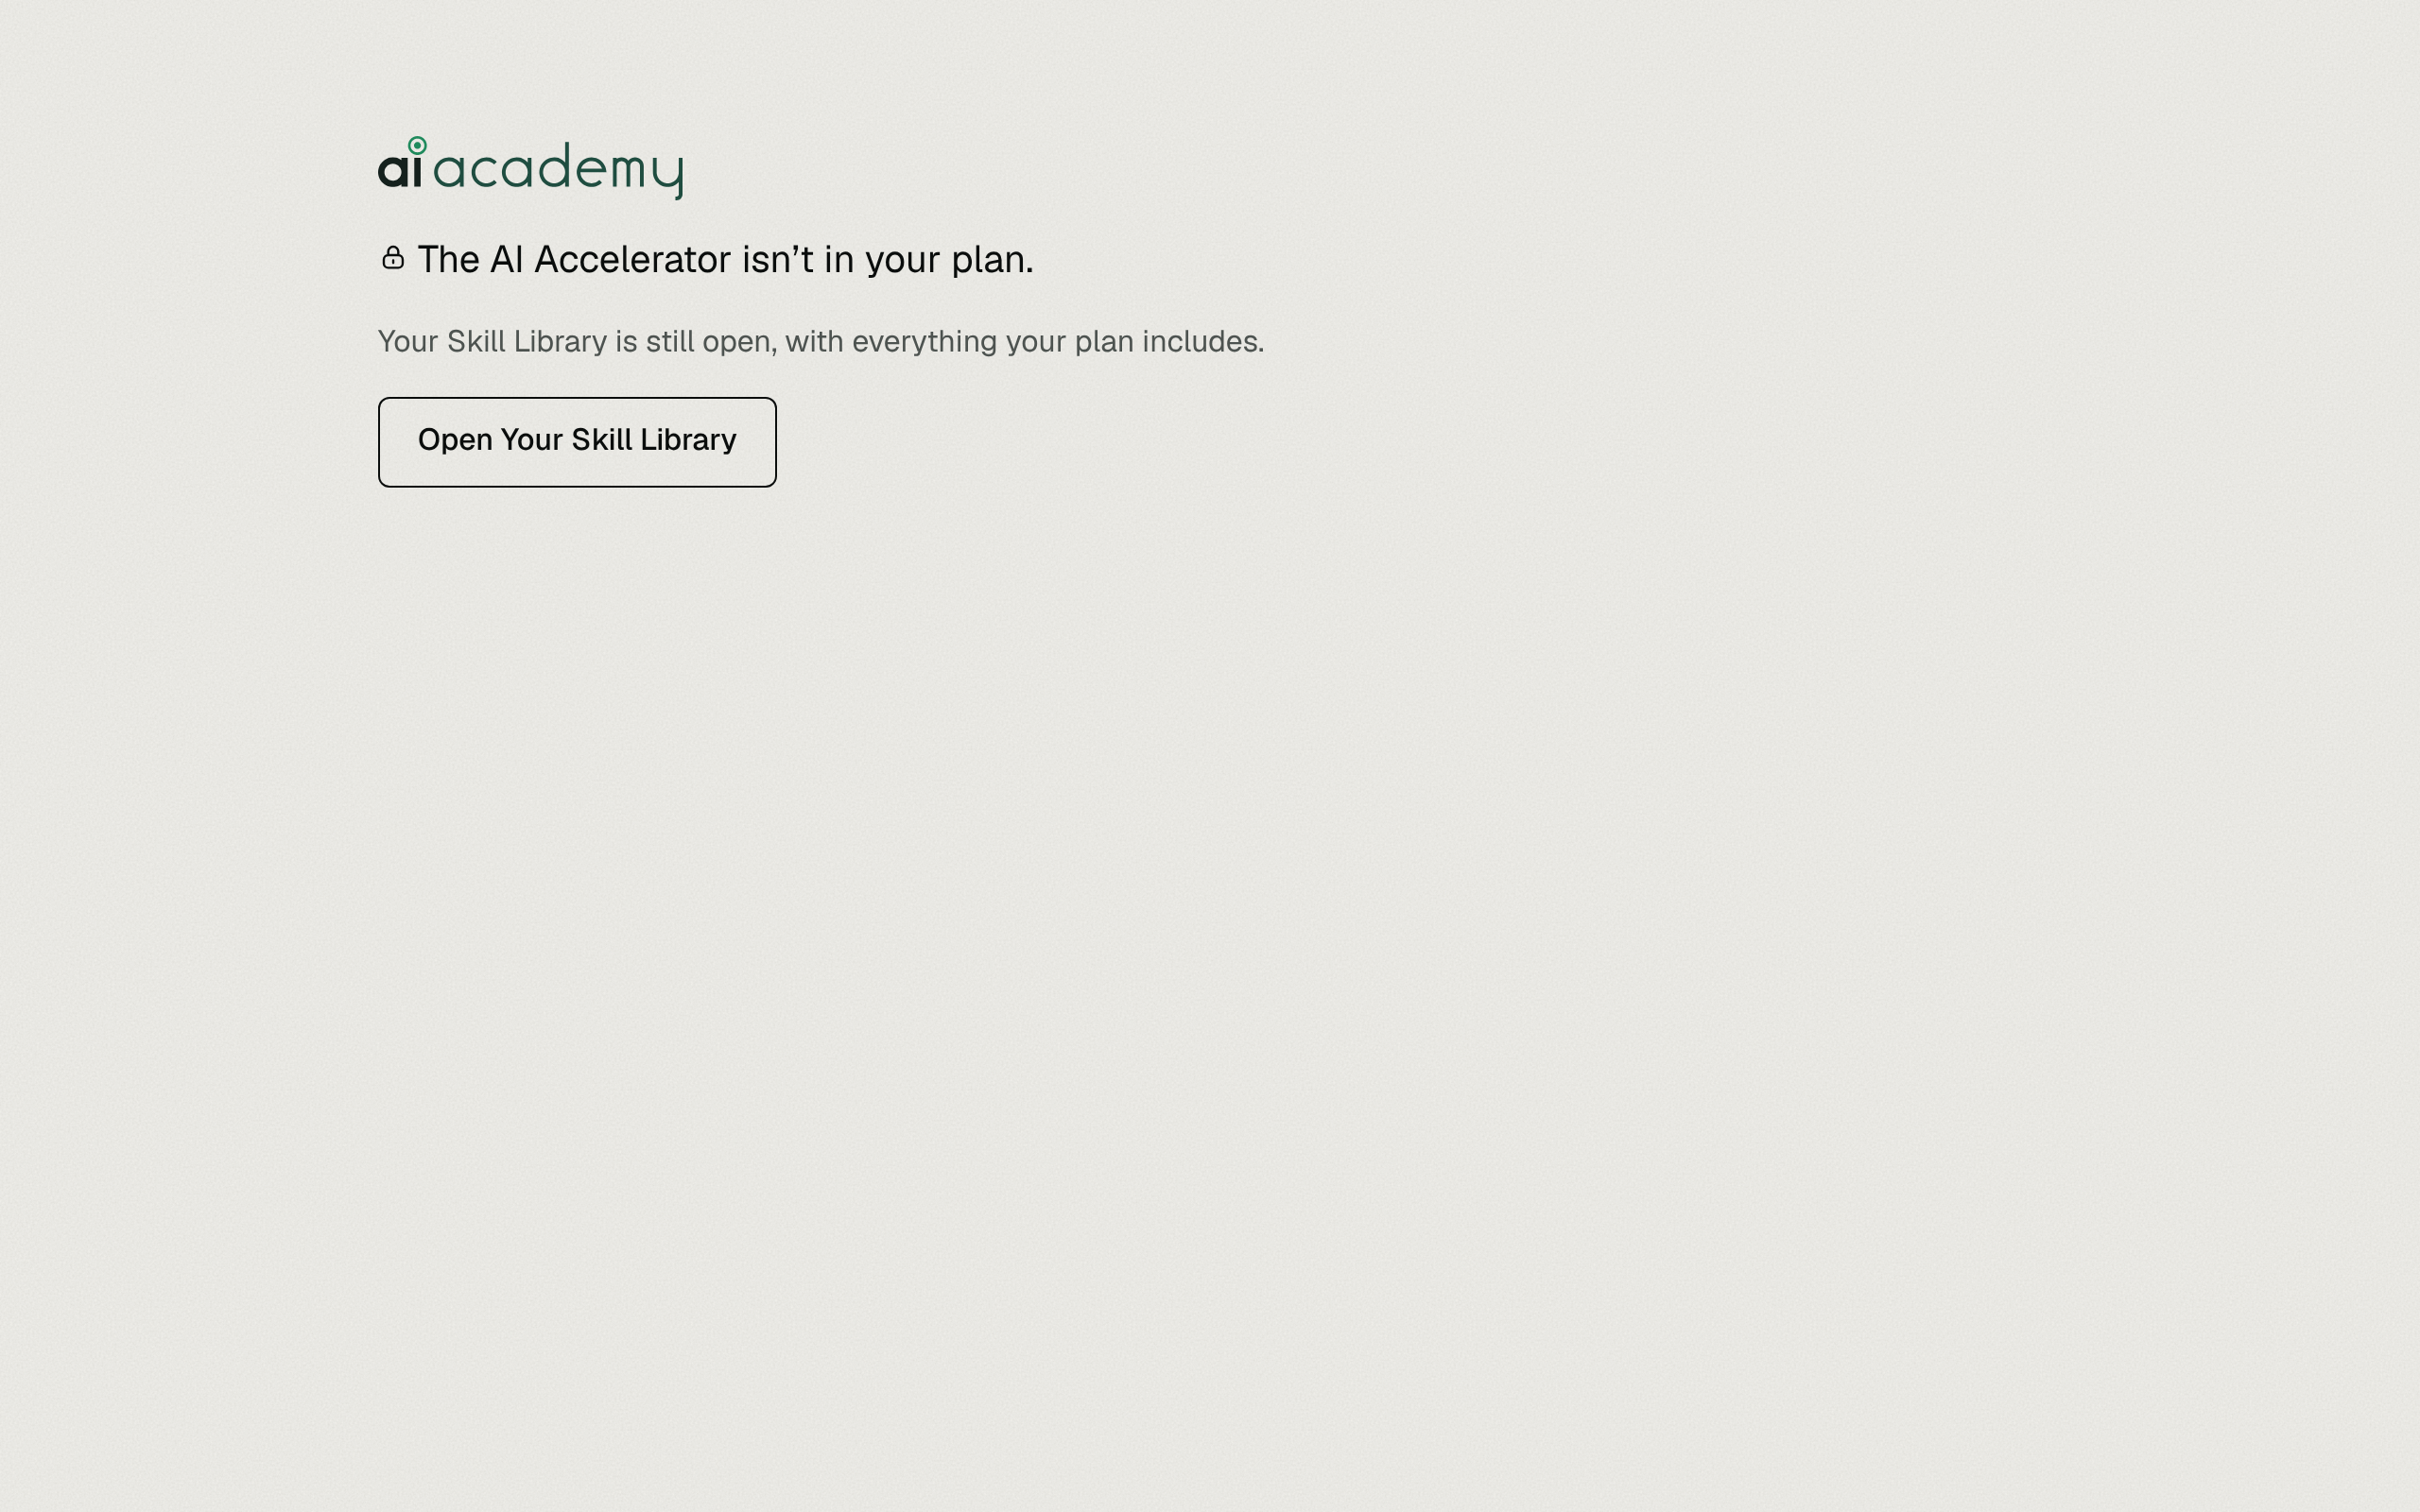 ai academy
The AI Accelerator isn’t in your plan.
Your Skill Library is still open, with everything your plan includes.
Open Your Skill Library